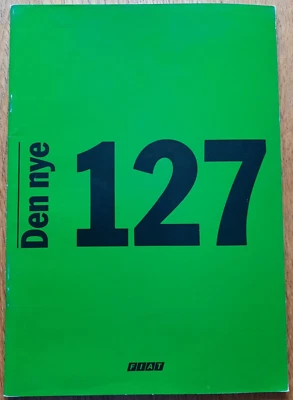 Den nye
127
FIAT